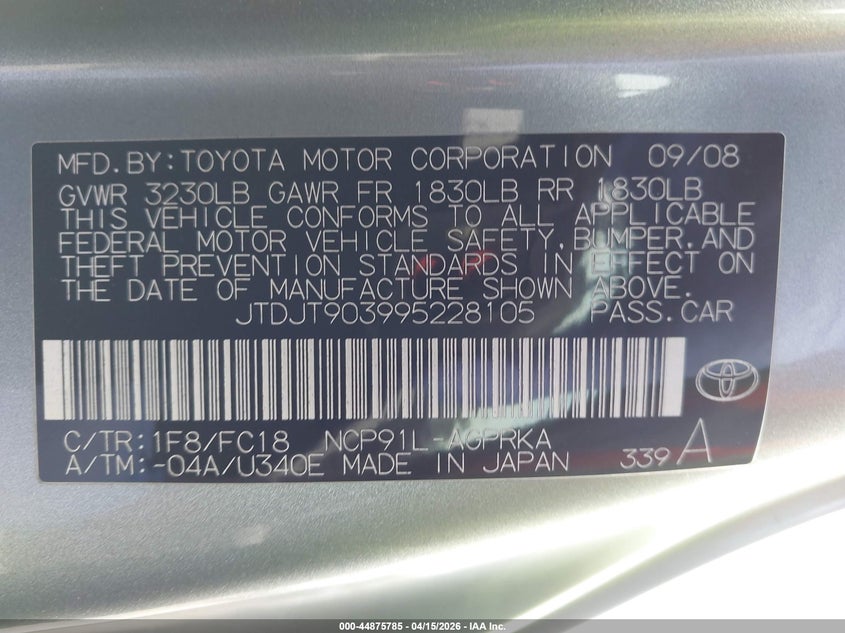 MFD.BY:TOYOTA MOTOR CORPORATION 09/08
GVWR 3230LB GAWR FR 1830LB RR 1830LB
THIS VEHICLE CONFORMS TO ALL APPLICABLE
FEDERAL MOTOR VEHICLE SAFETY,BUMPER,AND
THEFT PREVENTION STANDARDS IN EFFECT ON
THE DATE OF MANUFACTURE SHOWN ABOVE.
JTDJT903995228105 PASS.CAR
C/TR:1F8/FC18 NCP91L-AGPRKA
A/TM:-04A/U340E MADE IN JAPAN 339 A
000-44875785 - 04/15/2026 - IAA Inc.